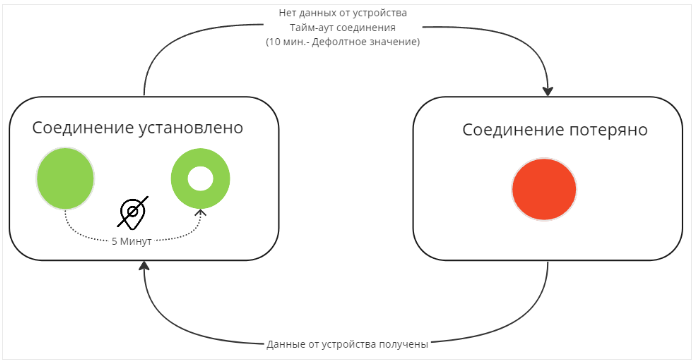 Нет данных от устройства
Тайм-аут соединения
(10 мин.- Дефолтное значение)
Соединение установлено
Соединение потеряно
5 Минут
Данные от устройства получены